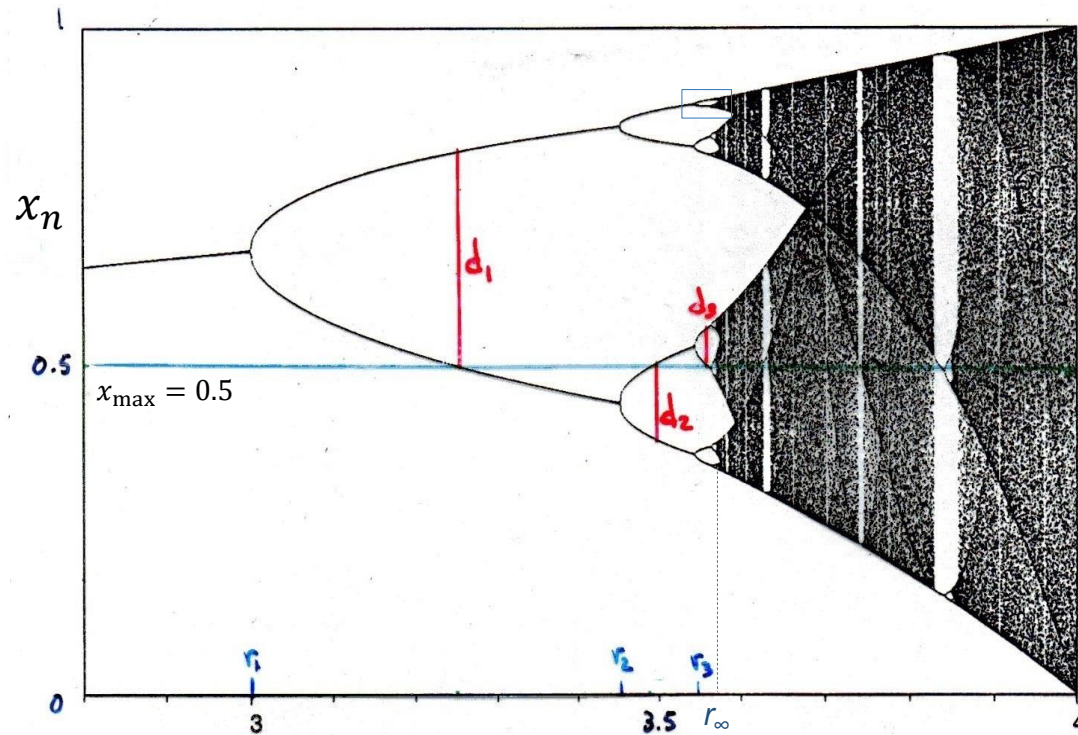 1
x_n
d_1
d_3
0.5
x_max = 0.5
d_2
r_1
r_2
r_3
0
3
3.5
r_∞
4